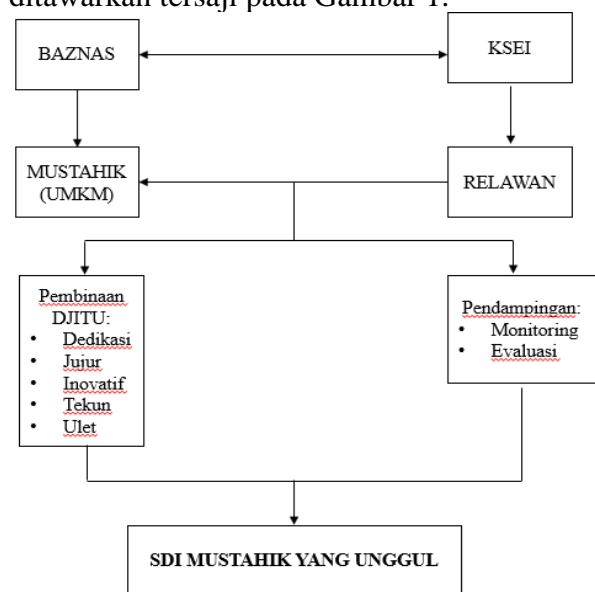 ditawarkan tersaji pada Gambar 1.
BAZNAS
KSEI
MUSTAHIK
(UMKM)
RELAWAN
Pembinaan
DJITU:
• Dedikasi
• Jujur
• Inovatif
• Tekun
• Ulet
Pendampingan:
• Monitoring
• Evaluasi
SDI MUSTAHIK YANG UNGGUL